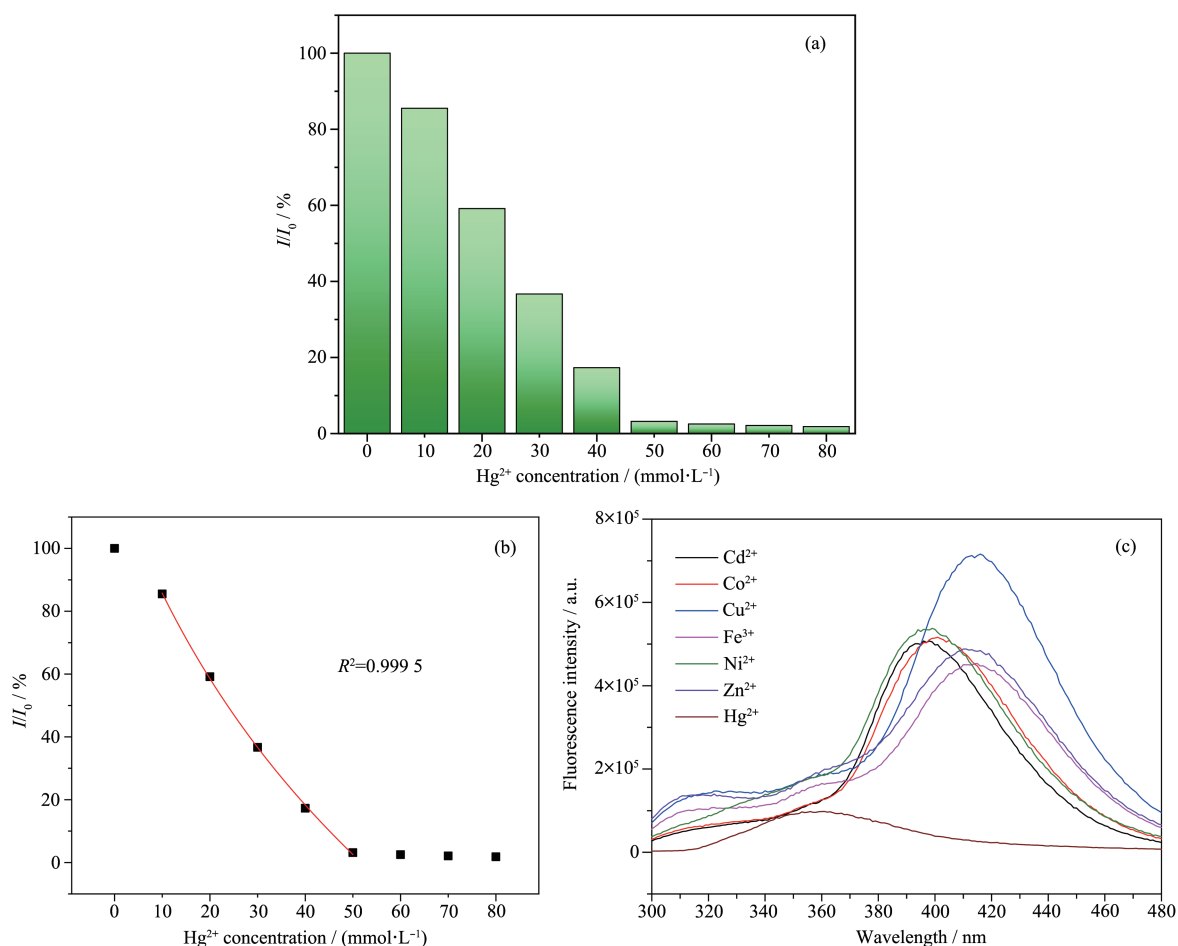 (a)
100
80
60
40
20
0
I/I₀ / %
0 10 20 30 40 50 60 70 80
Hg²⁺ concentration / (mmol·L⁻¹)
(b)
100
80
60
40
20
0
I/I₀ / %
R²=0.999 5
0 10 20 30 40 50 60 70 80
Hg²⁺ concentration / (mmol·L⁻¹)
(c)
8×10⁵
6×10⁵
4×10⁵
2×10⁵
0
Fluorescence intensity / a.u.
Cd²⁺
Co²⁺
Cu²⁺
Fe³⁺
Ni²⁺
Zn²⁺
Hg²⁺
300 320 340 360 380 400 420 440 460 480
Wavelength / nm